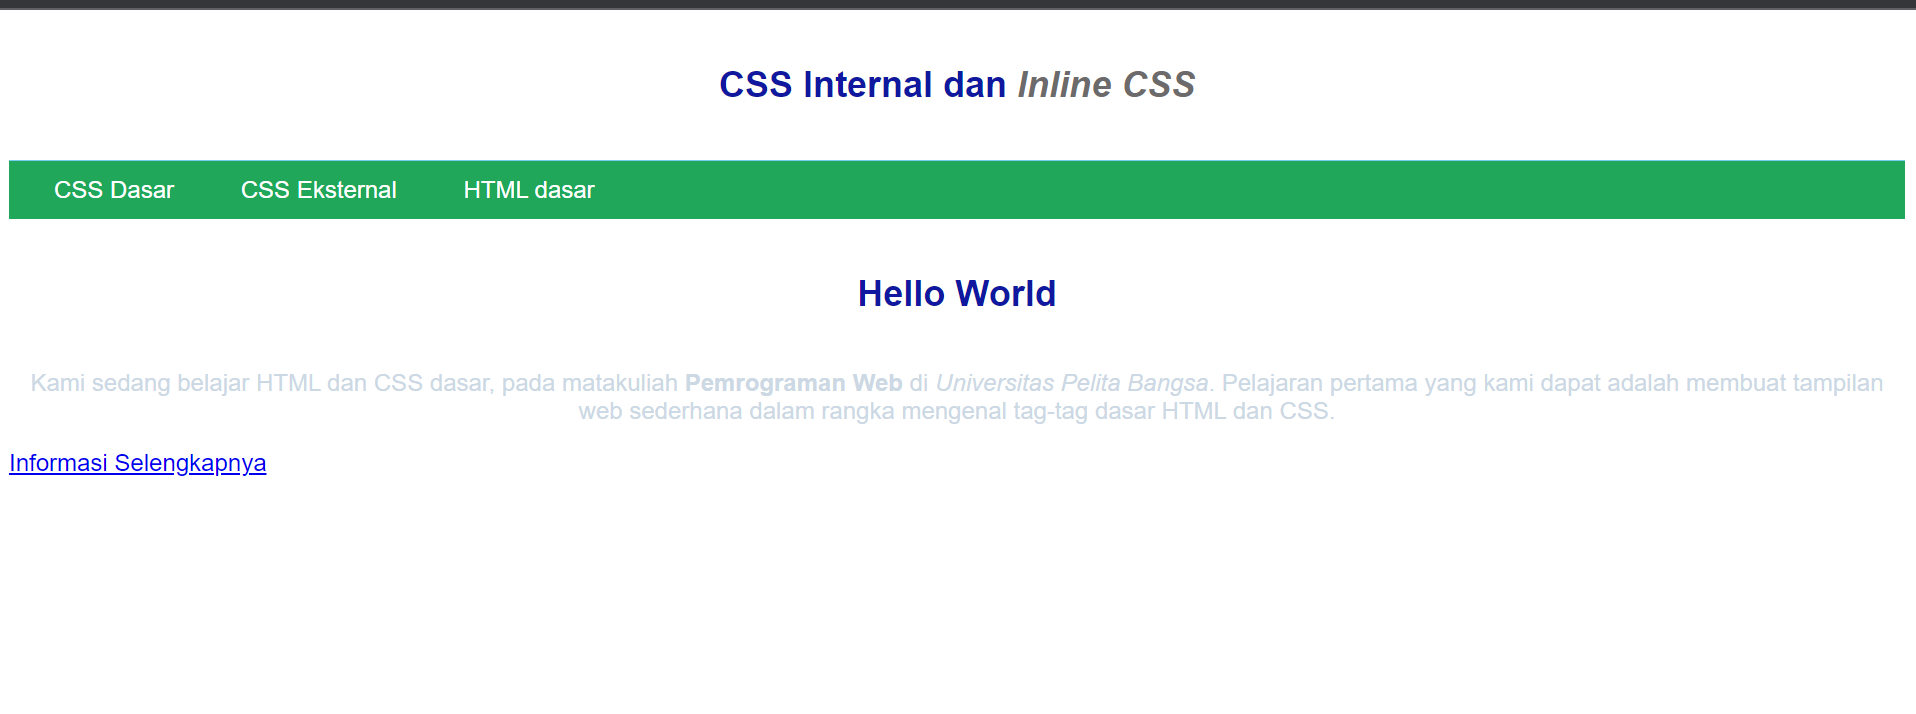 CSS Internal dan Inline CSS
CSS Dasar CSS Eksternal HTML dasar
Hello World
Kami sedang belajar HTML dan CSS dasar, pada matakuliah Pemrograman Web di Universitas Pelita Bangsa. Pelajaran pertama yang kami dapat adalah membuat tampilan
web sederhana dalam rangka mengenal tag-tag dasar HTML dan CSS.
Informasi Selengkapnya